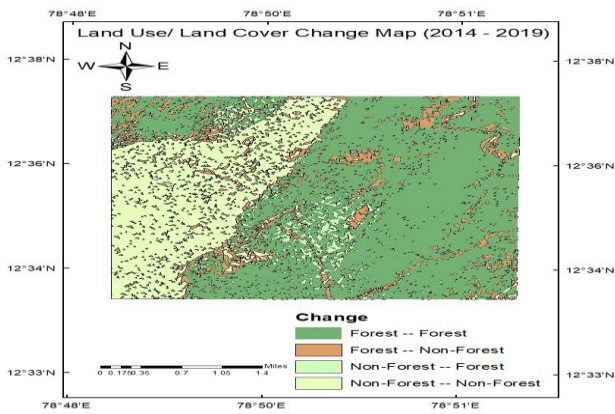 78°48'E 78°50'E 78°51'E
Land Use/ Land Cover Change Map (2014 - 2019)
N
W E
S
12°38'N 12°38'N
12°36'N 12°36'N
12°34'N 12°34'N
12°33'N 12°33'N
Change
Forest -- Forest
Forest -- Non-Forest
Non-Forest -- Forest
Non-Forest -- Non-Forest
Miles
0 0.175 0.35 0.7 1.05 1.4
78°48'E 78°50'E 78°51'E